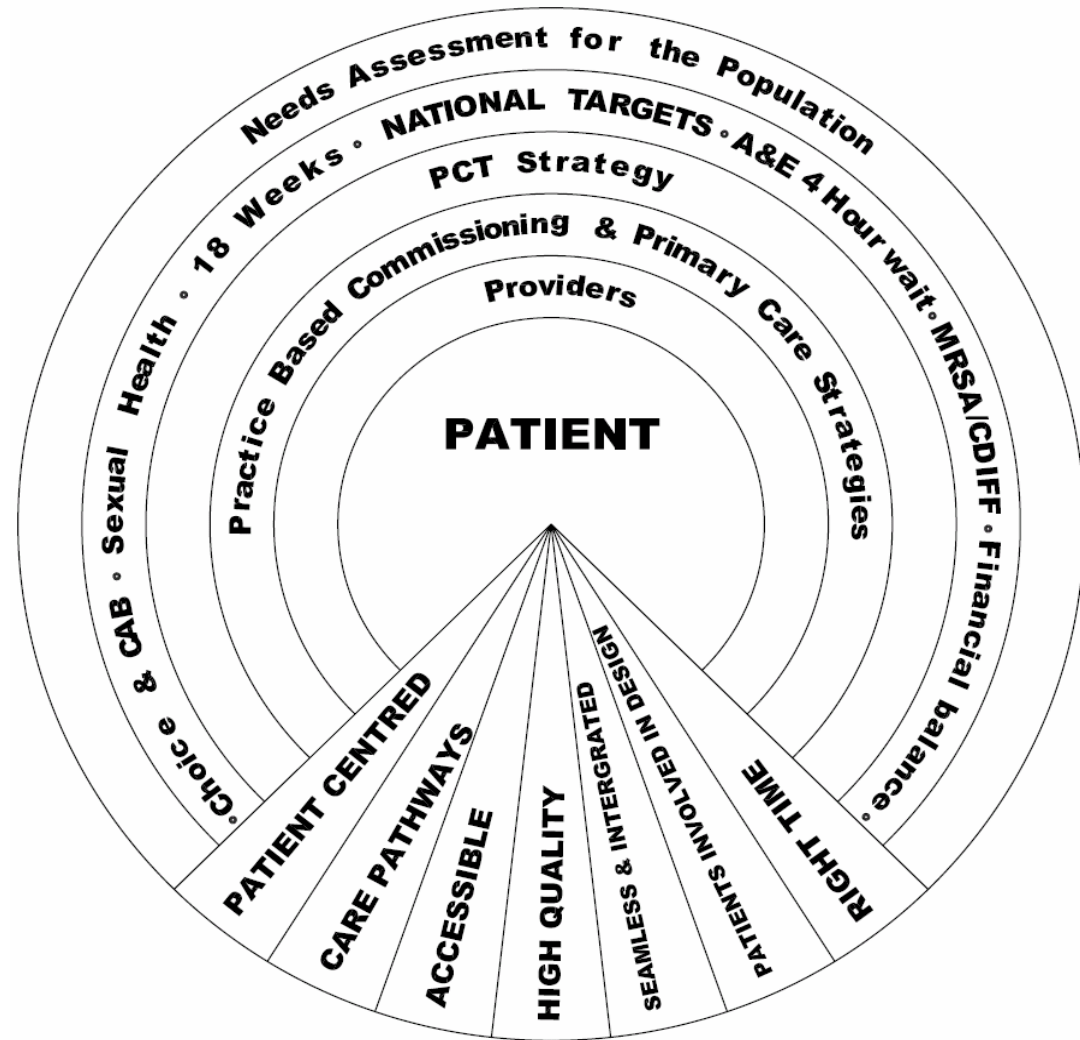 Needs Assessment for the Population
°Choice & CAB ° Sexual Health ° 18 Weeks ° NATIONAL TARGETS ° A&E 4 Hour wait ° MRSA/CDIFF ° Financial balance°
PCT Strategy
Practice Based Commissioning & Primary Care Strategies
Providers
PATIENT
PATIENT CENTRED
CARE PATHWAYS
ACCESSIBLE
HIGH QUALITY
SEAMLESS & INTERGRATED
PATIENTS INVOLVED IN DESIGN
RIGHT TIME